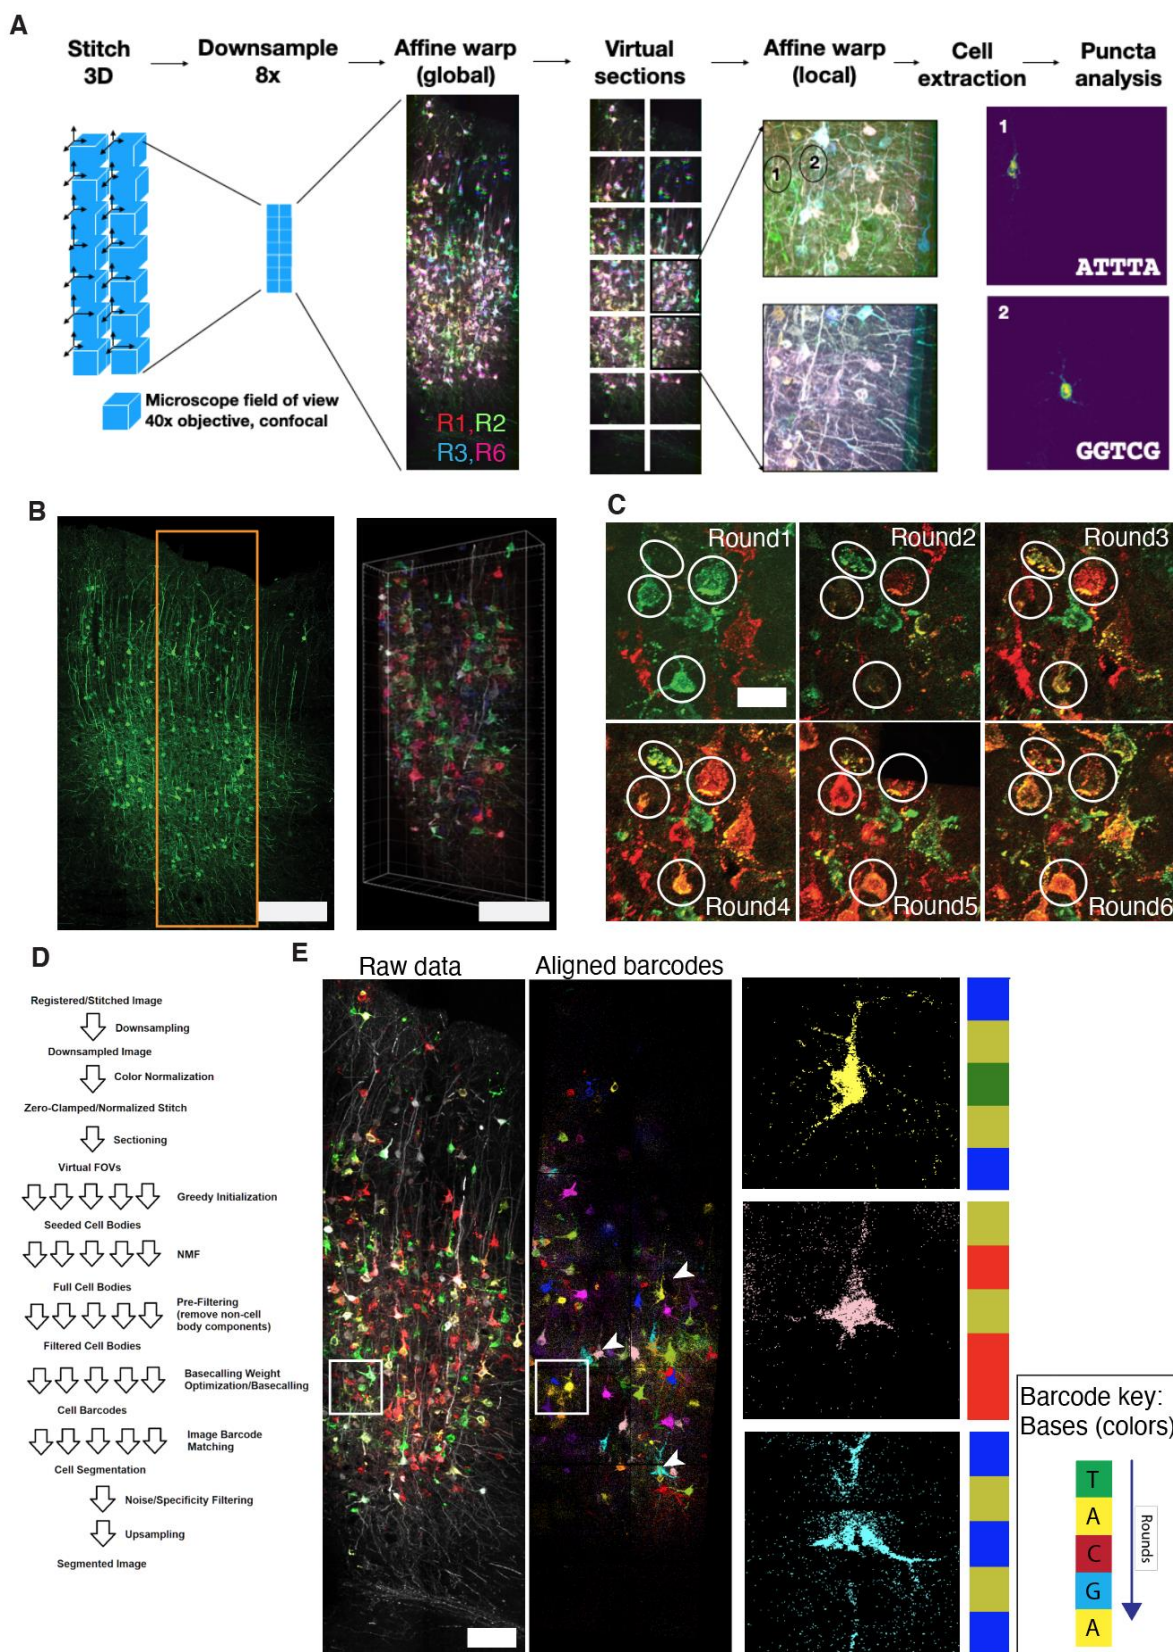 A
Stitch
3D
Downsample
8x
Affine warp
(global)
Virtual
sections
Affine warp
(local)
Cell
extraction
Puncta
analysis
1
2
1
ATTTA
2
GGTCG
Microscope field of view
40x objective, confocal
R1,R2
R3,R6
B
C
Round1
Round2
Round3
Round4
Round5
Round6
D
Registered/Stitched Image
Downsampling
Downsampled Image
Color Normalization
Zero-Clamped/Normalized Stitch
Sectioning
Virtual FOVs
Greedy Initialization
Seeded Cell Bodies
NMF
Full Cell Bodies
Pre-Filtering
(remove non-cell
body components)
Filtered Cell Bodies
Basecalling Weight
Optimization/Basecalling
Cell Barcodes
Image Barcode
Matching
Cell Segmentation
Noise/Specificity Filtering
Upsampling
Segmented Image
E
Raw data
Aligned barcodes
Barcode key:
Bases (colors)
T
A
C
G
A
Rounds